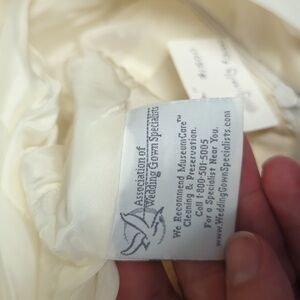 Association of
Wedding Gown Specialists
We Recommend MuseumCare™
Cleaning & Preservation.
Call 1-800-501-5005
For a Specialist Near You.
www.WeddingGownSpecialists.com